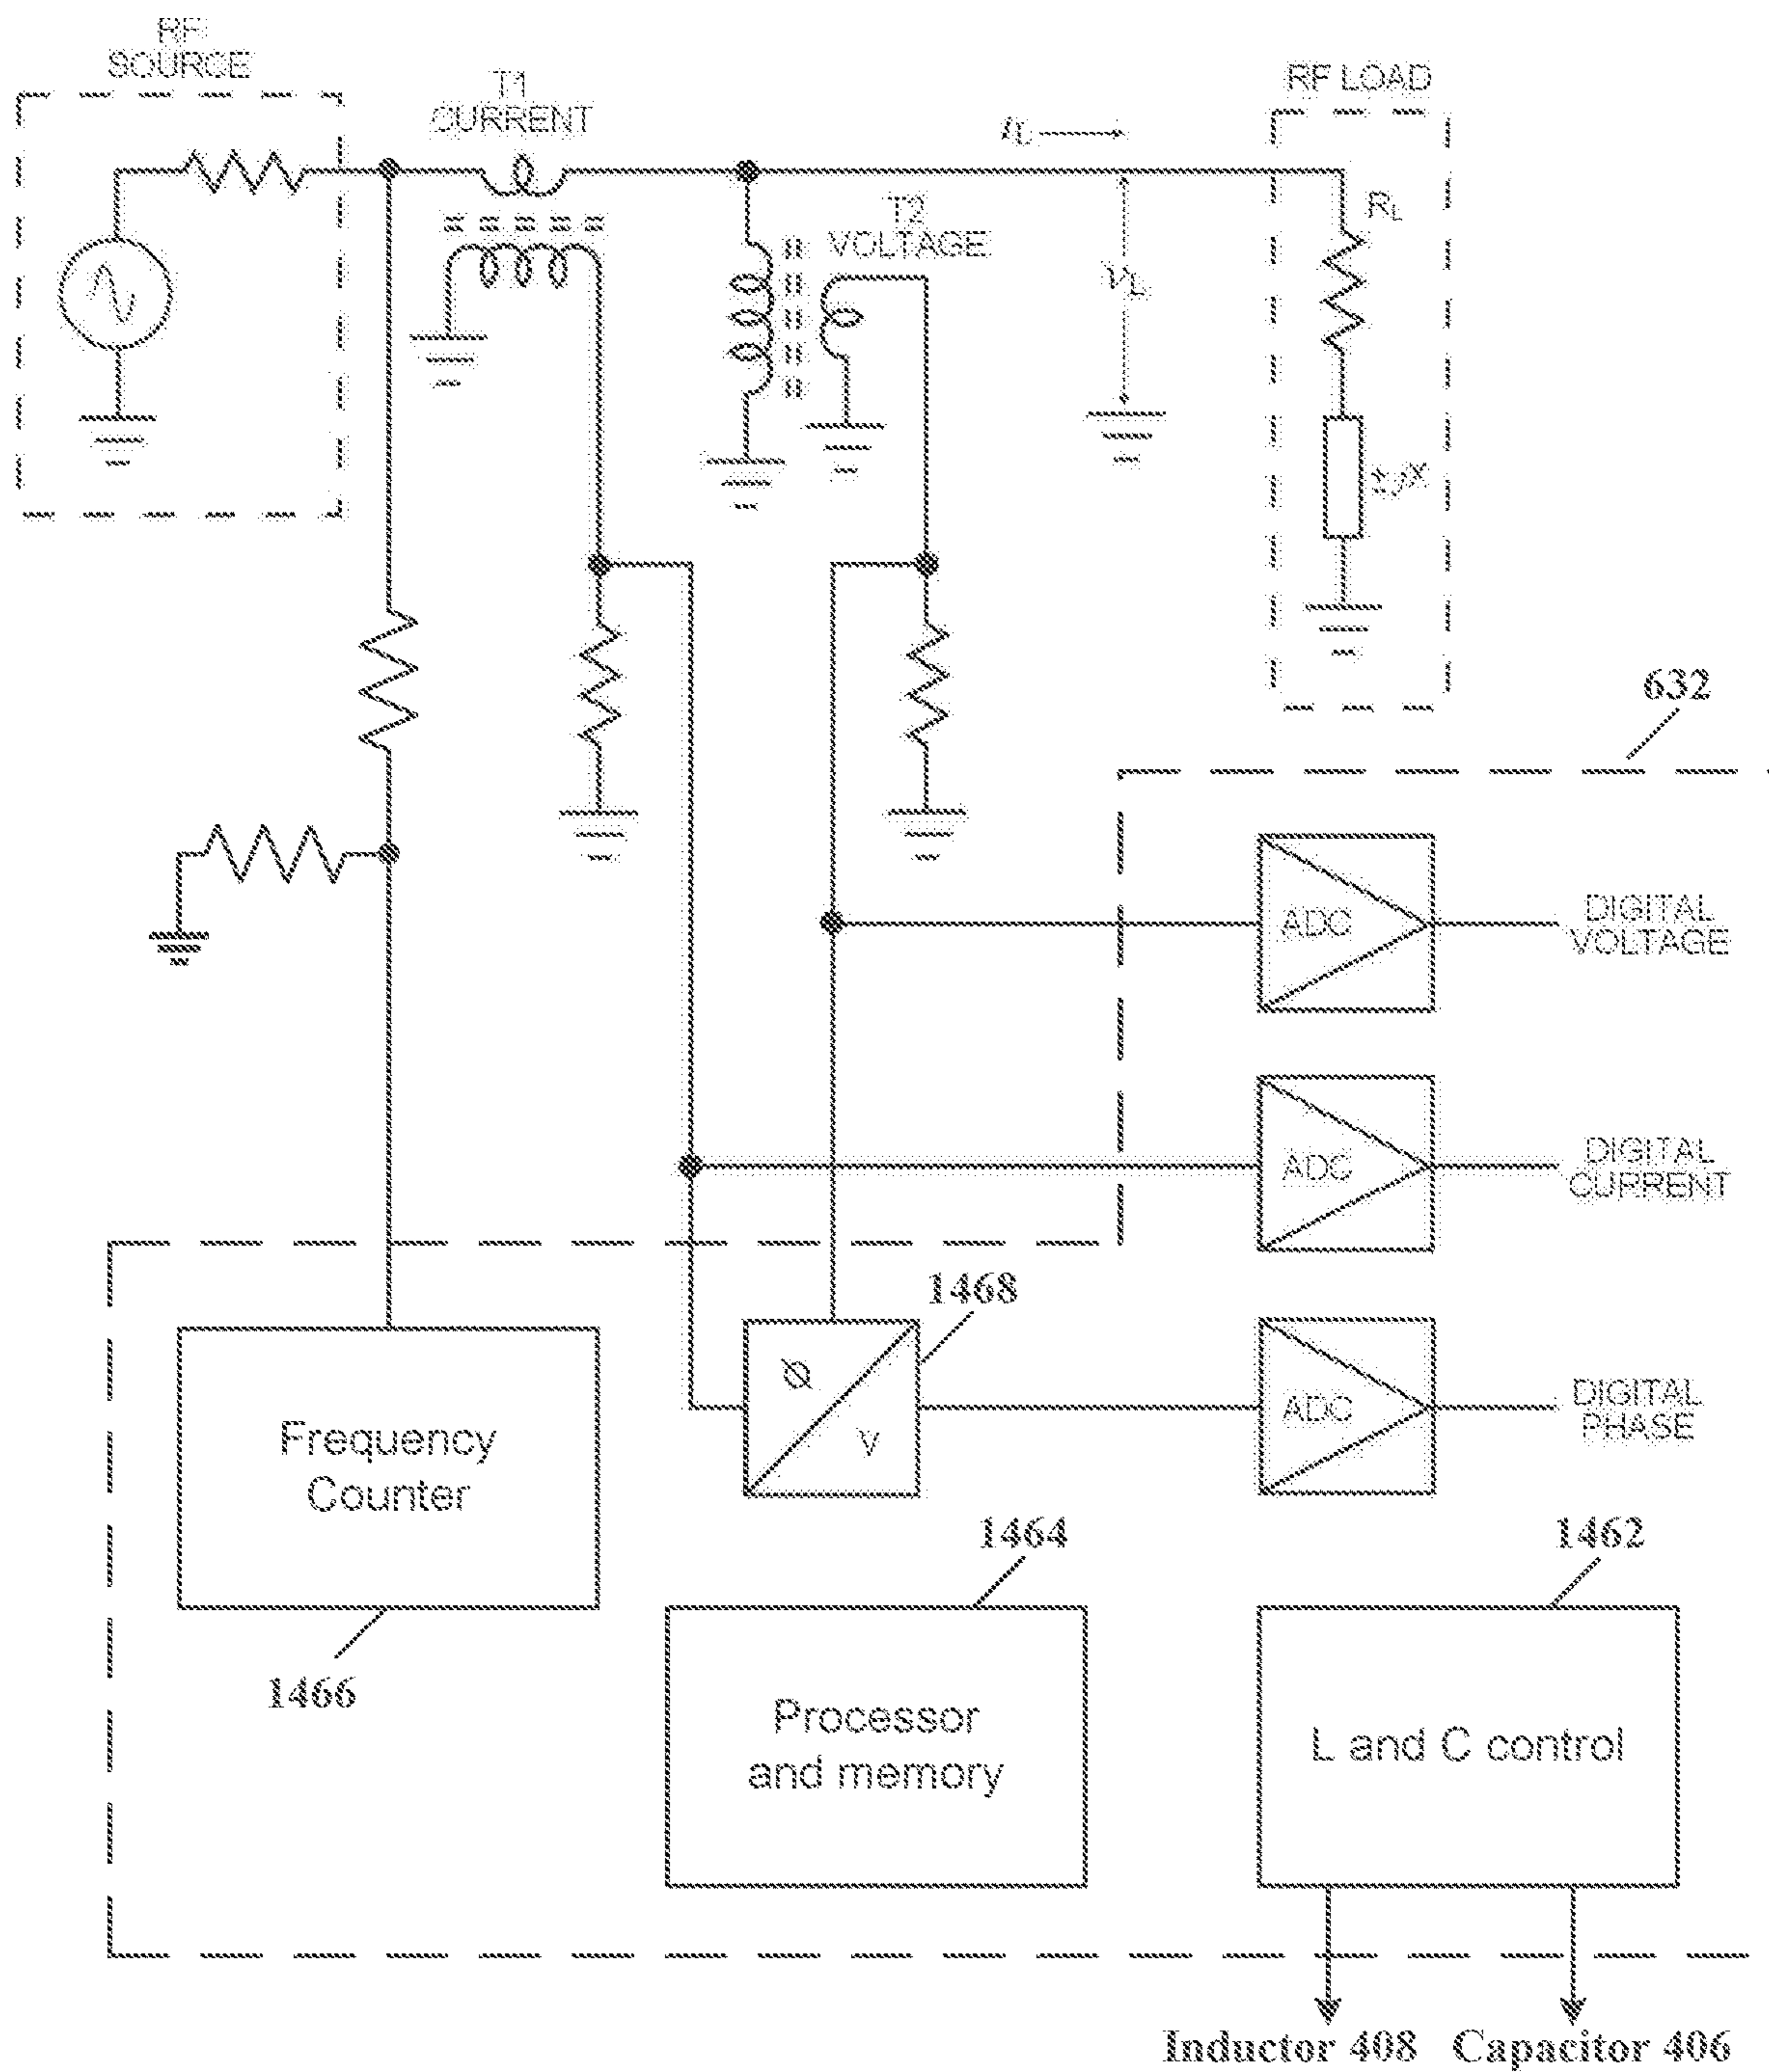 RF
SOURCE
T1
CURRENT
IL
RF LOAD
T2
VOLTAGE
RL
VL
±jX
632
ADC
DIGITAL
VOLTAGE
ADC
DIGITAL
CURRENT
1468
Ø
V
ADC
DIGITAL
PHASE
Frequency
Counter
1466
1464
Processor
and memory
1462
L and C control
Inductor 408
Capacitor 406